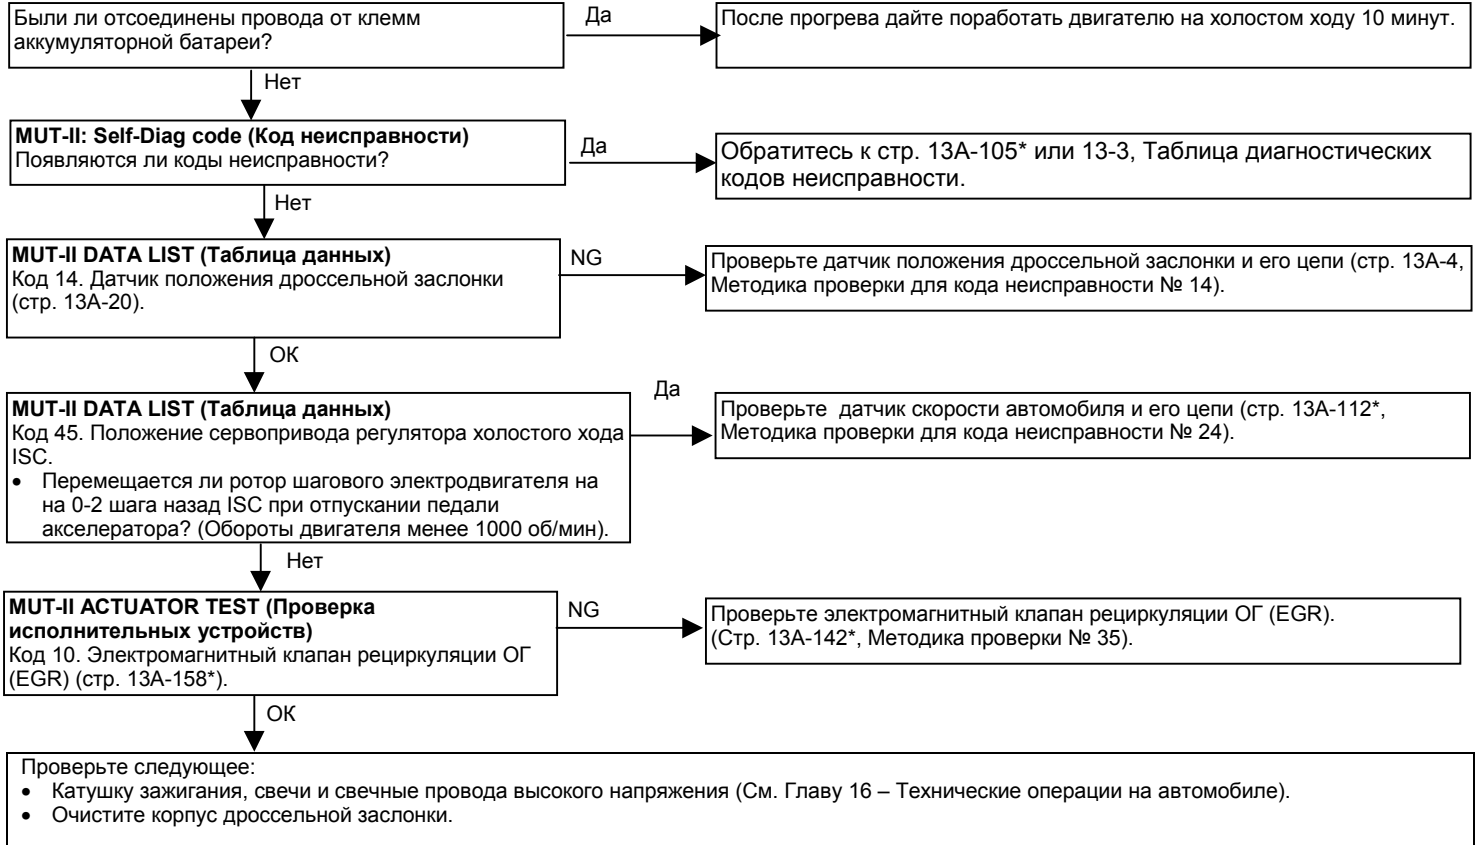 Были ли отсоединены провода от клемм
аккумуляторной батареи?
Да
После прогрева дайте поработать двигателю на холостом ходу 10 минут.
Нет
MUT-II: Self-Diag code (Код неисправности)
Появляются ли коды неисправности?
Да
Обратитесь к стр. 13A-105* или 13-3, Таблица диагностических
кодов неисправности.
Нет
MUT-II DATA LIST (Таблица данных)
Код 14. Датчик положения дроссельной заслонки
(стр. 13A-20).
NG
Проверьте датчик положения дроссельной заслонки и его цепи (стр. 13A-4,
Методика проверки для кода неисправности № 14).
ОК
MUT-II DATA LIST (Таблица данных)
Код 45. Положение сервопривода регулятора холостого хода
ISC.
• Перемещается ли ротор шагового электродвигателя на
на 0-2 шага назад ISC при отпускании педали
акселератора? (Обороты двигателя менее 1000 об/мин).
Да
Проверьте датчик скорости автомобиля и его цепи (стр. 13A-112*,
Методика проверки для кода неисправности № 24).
Нет
MUT-II ACTUATOR TEST (Проверка
исполнительных устройств)
Код 10. Электромагнитный клапан рециркуляции ОГ
(EGR) (стр. 13A-158*).
NG
Проверьте электромагнитный клапан рециркуляции ОГ (EGR).
(Стр. 13A-142*, Методика проверки № 35).
ОК
Проверьте следующее:
• Катушку зажигания, свечи и свечные провода высокого напряжения (См. Главу 16 – Технические операции на автомобиле).
• Очистите корпус дроссельной заслонки.